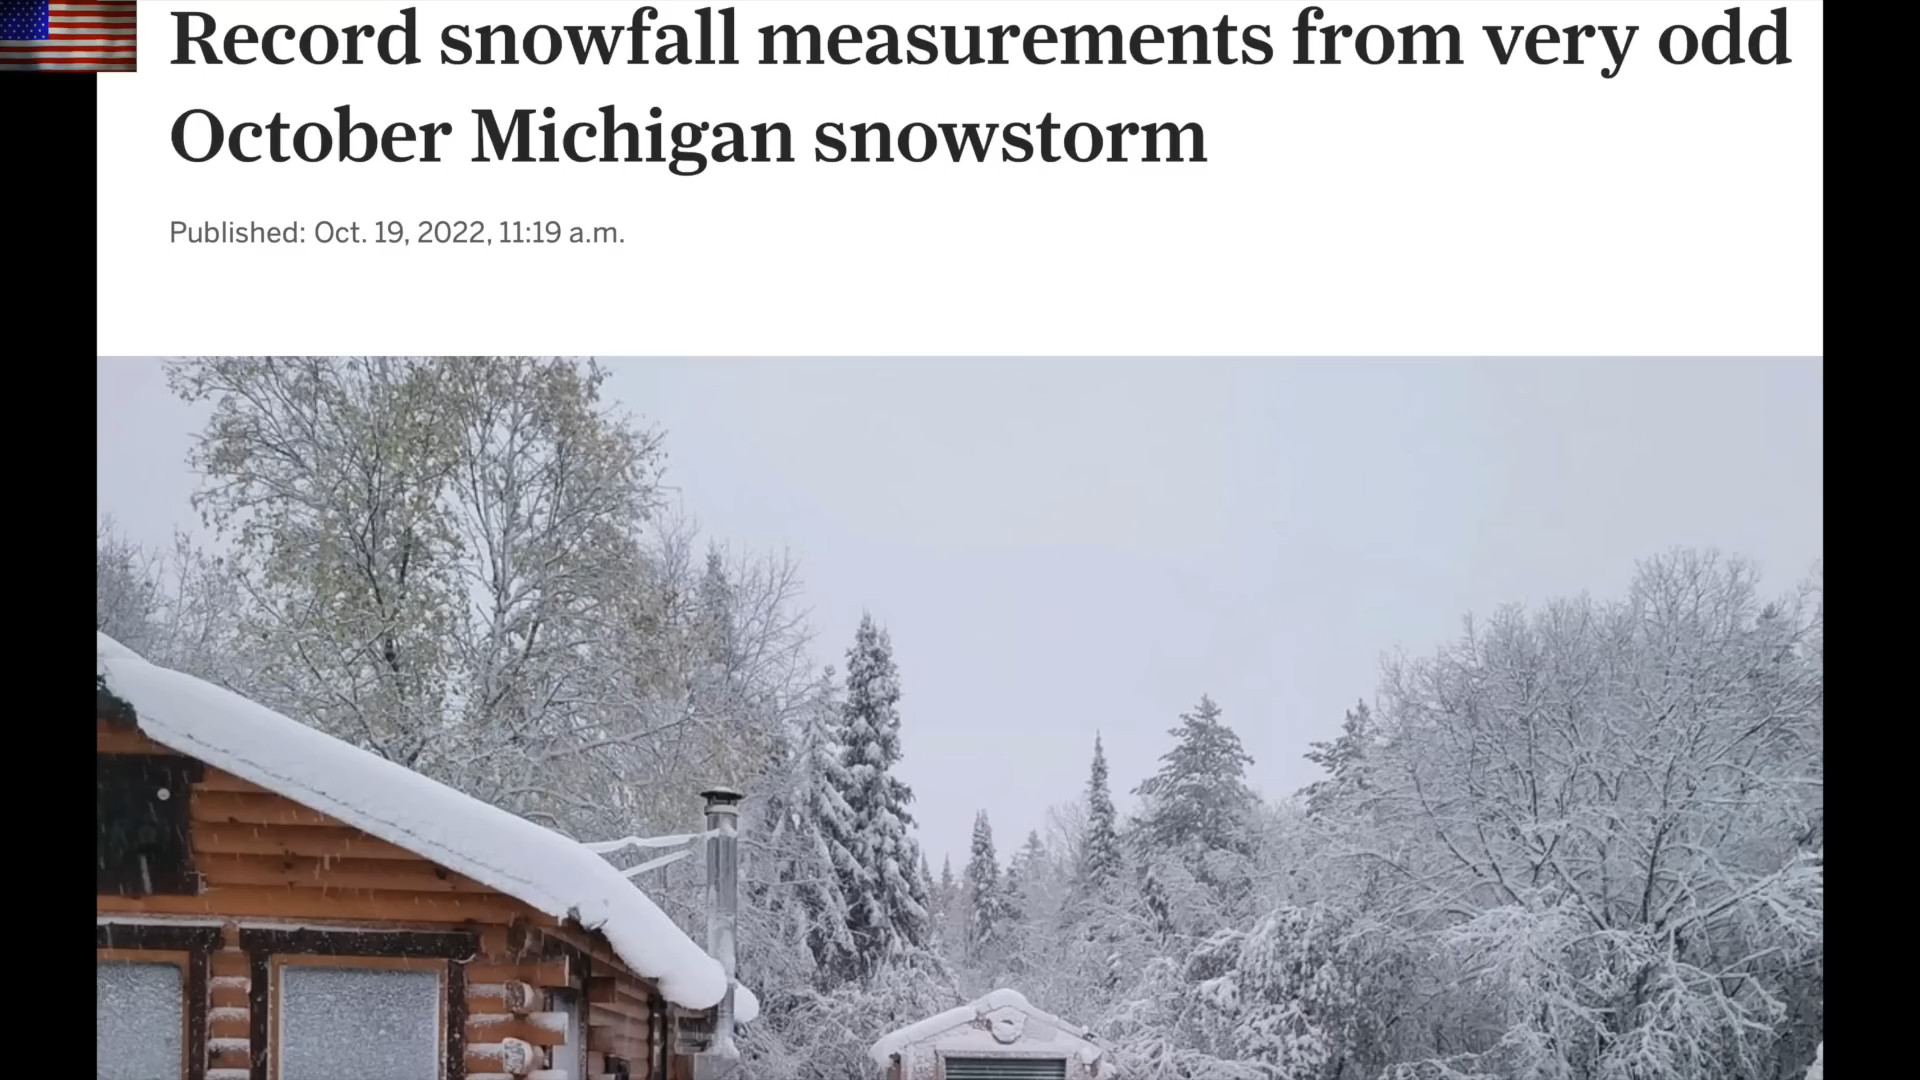 Record snowfall measurements from very odd
October Michigan snowstorm
Published: Oct. 19, 2022, 11:19 a.m.